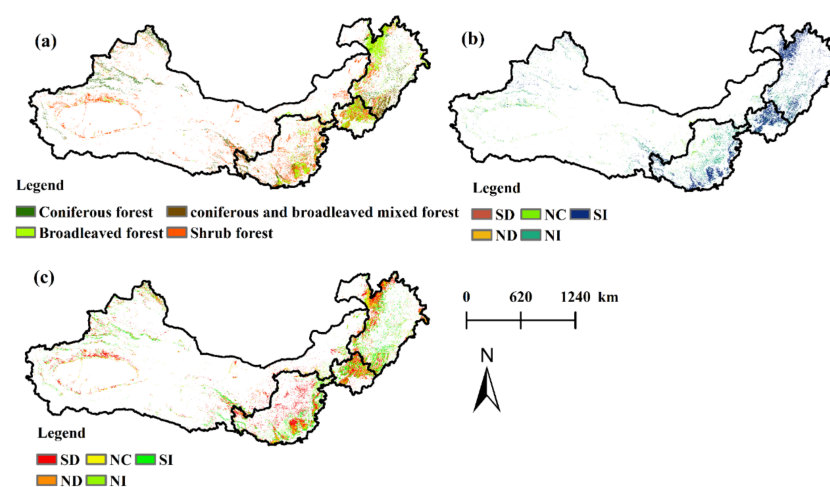 (a)
Legend
Coniferous forest coniferous and broadleaved mixed forest
Broadleaved forest Shrub forest
(b)
Legend
SD NC SI
ND NI
(c)
Legend
SD NC SI
ND NI
0 620 1240 km
N